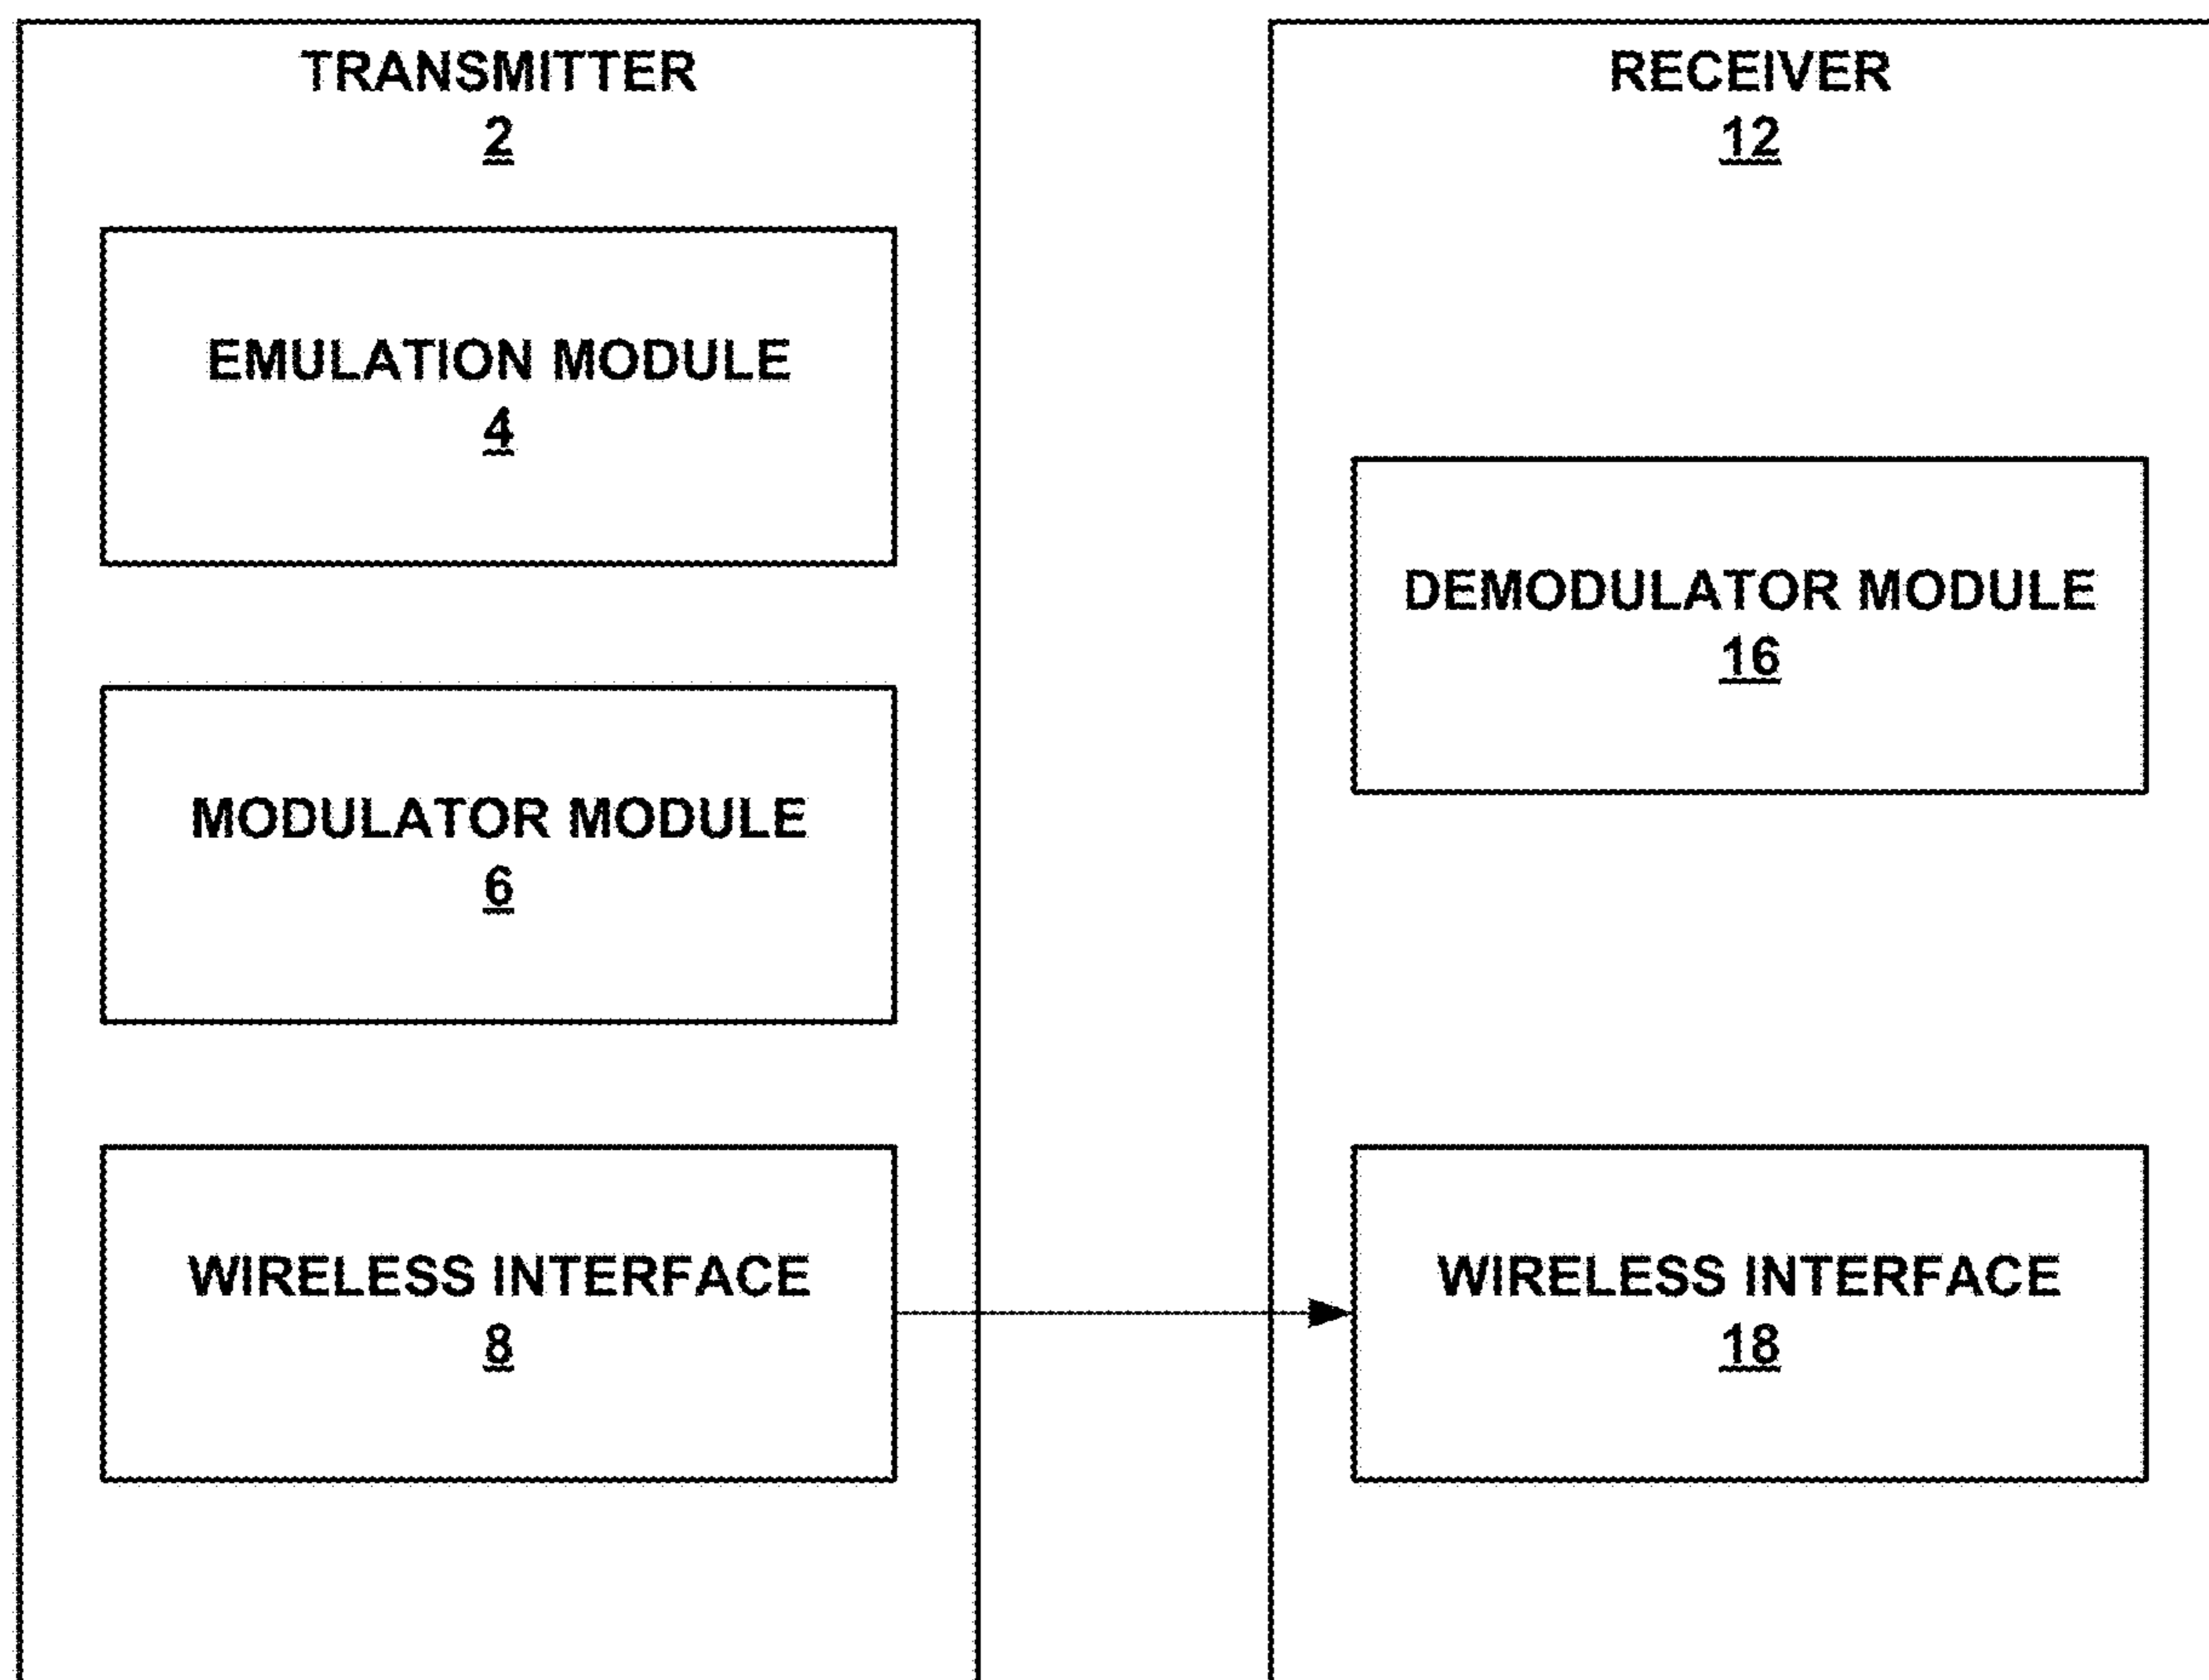 TRANSMITTER
2
EMULATION MODULE
4
MODULATOR MODULE
6
WIRELESS INTERFACE
8
RECEIVER
12
DEMODULATOR MODULE
16
WIRELESS INTERFACE
18